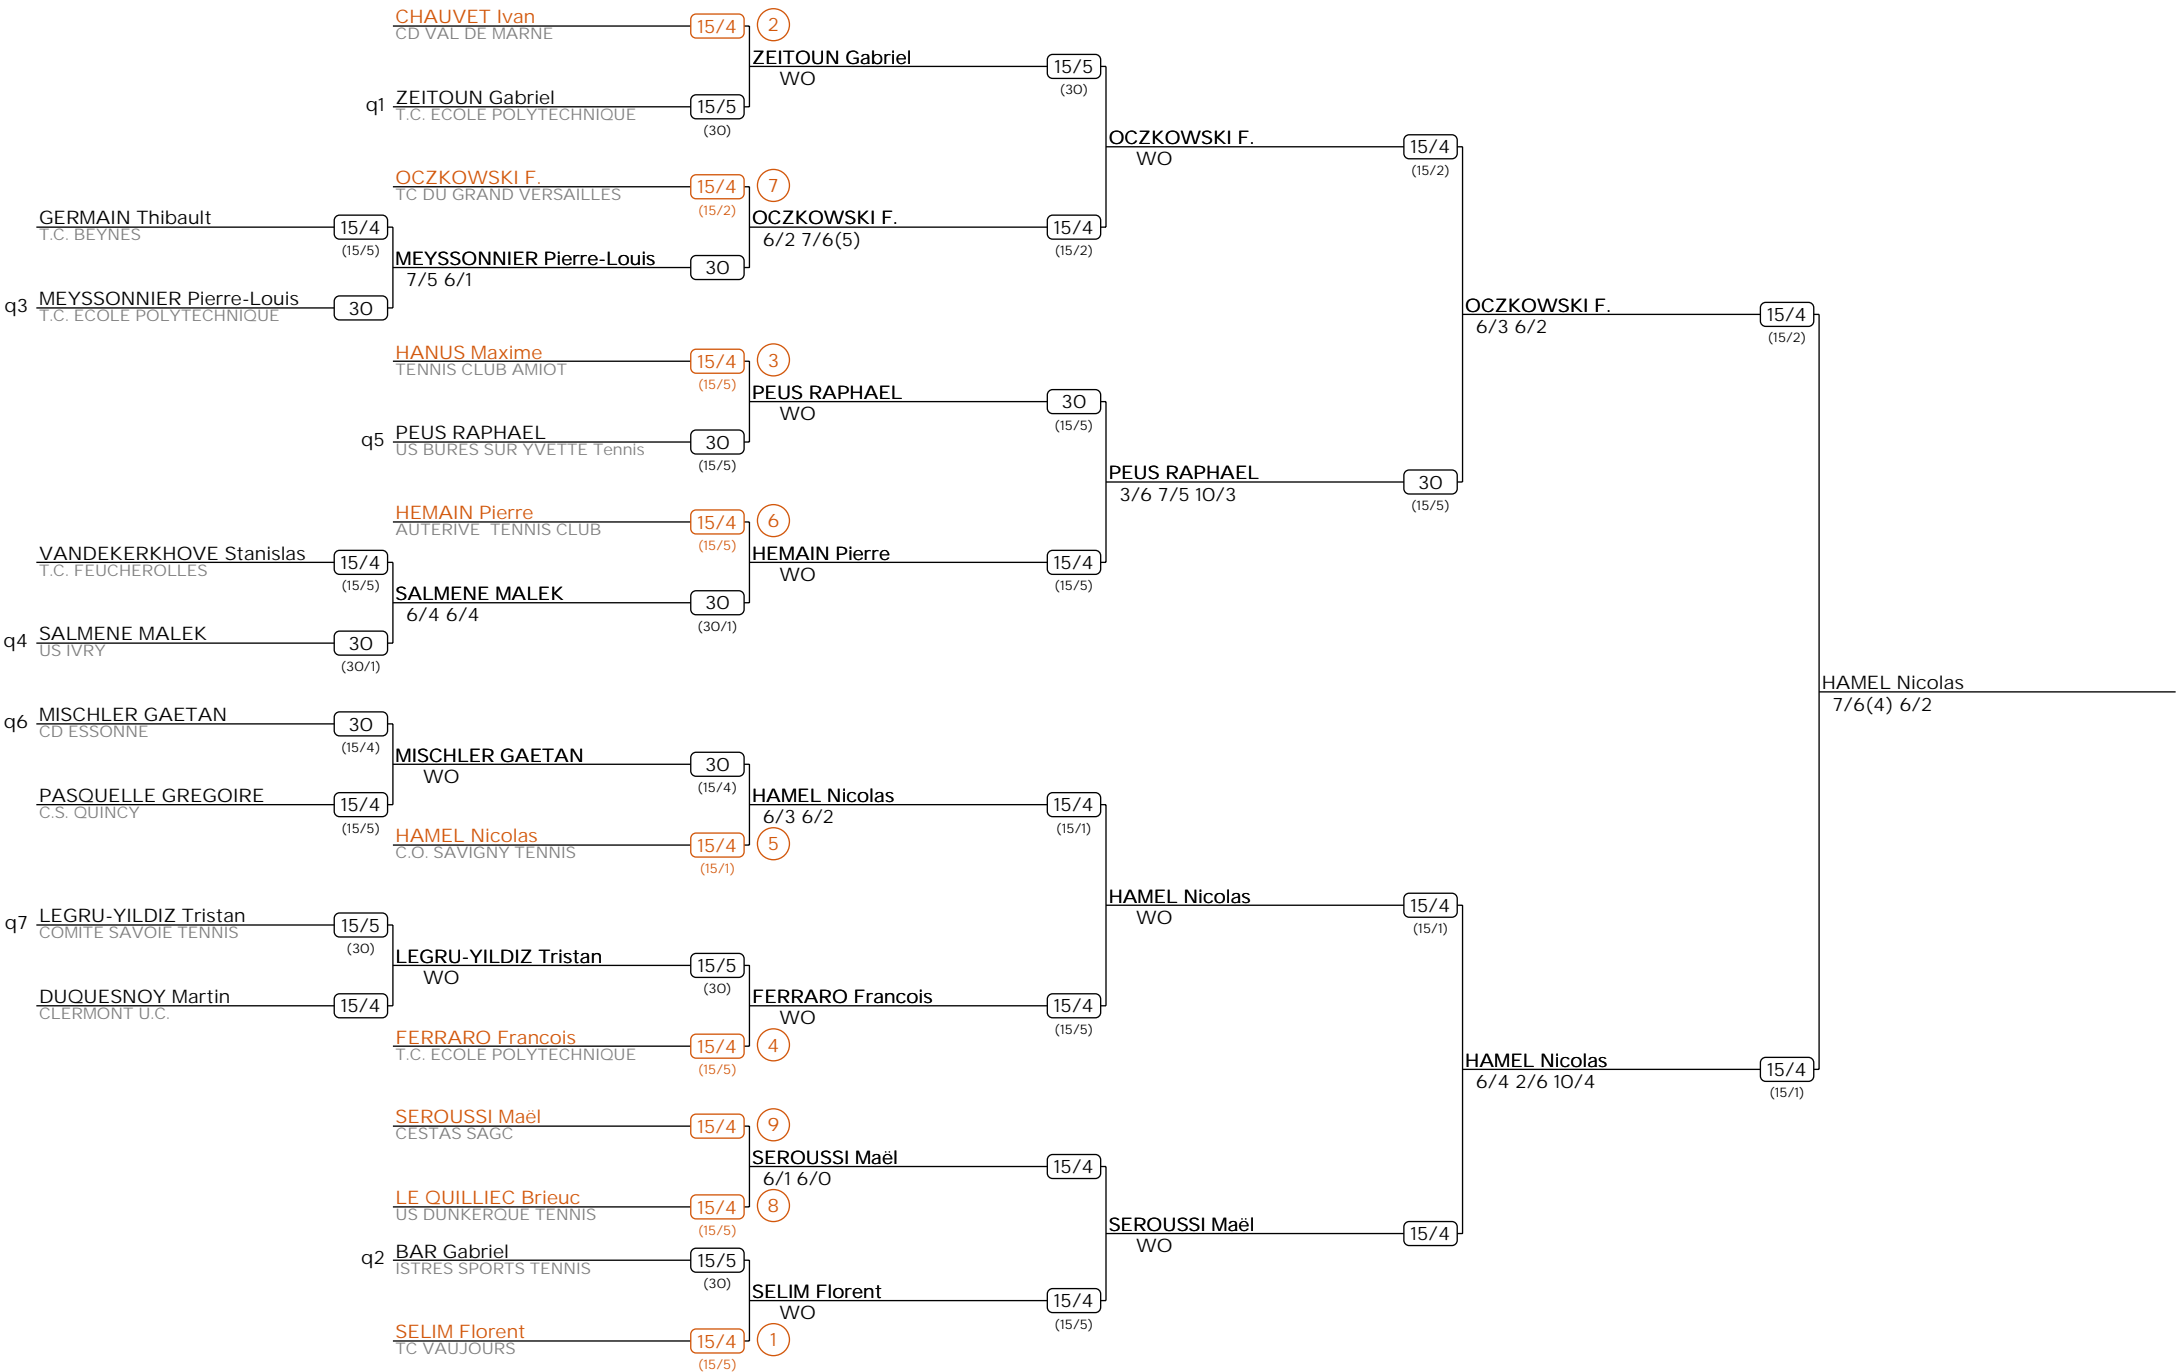 CHAUVET Ivan
CD VAL DE MARNE
15/4
2
ZEITOUN Gabriel
WO
15/5
(30)
q1
ZEITOUN Gabriel
T.C. ECOLE POLYTECHNIQUE
15/5
(30)
OCZKOWSKI F.
WO
15/4
(15/2)
OCZKOWSKI F.
TC DU GRAND VERSAILLES
15/4
(15/2)
7
GERMAIN Thibault
T.C. BEYNES
15/4
(15/5)
OCZKOWSKI F.
6/2 7/6(5)
15/4
(15/2)
MEYSSONNIER Pierre-Louis
7/5 6/1
30
q3
MEYSSONNIER Pierre-Louis
T.C. ECOLE POLYTECHNIQUE
30
OCZKOWSKI F.
6/3 6/2
15/4
(15/2)
HANUS Maxime
TENNIS CLUB AMIOT
15/4
(15/5)
3
PEUS RAPHAEL
WO
30
(15/5)
q5
PEUS RAPHAEL
US BURES SUR YVETTE Tennis
30
(15/5)
PEUS RAPHAEL
3/6 7/5 10/3
30
(15/5)
HEMAIN Pierre
AUTERIVE TENNIS CLUB
15/4
(15/5)
6
VANDEKERKHOVE Stanislas
T.C. FEUCHEROLLES
15/4
(15/5)
HEMAIN Pierre
WO
15/4
(15/5)
SALMENE MALEK
6/4 6/4
30
(30/1)
q4
SALMENE MALEK
US IVRY
30
(30/1)
HAMEL Nicolas
7/6(4) 6/2
q6
MISCHLER GAETAN
CD ESSONNE
30
(15/4)
MISCHLER GAETAN
WO
30
(15/4)
PASQUELLE GREGOIRE
C.S. QUINCY
15/4
(15/5)
HAMEL Nicolas
6/3 6/2
15/4
(15/1)
HAMEL Nicolas
C.O. SAVIGNY TENNIS
15/4
(15/1)
5
HAMEL Nicolas
WO
15/4
(15/1)
q7
LEGRU-YILDIZ Tristan
COMITE SAVOIE TENNIS
15/5
(30)
LEGRU-YILDIZ Tristan
WO
15/5
(30)
DUQUESNOY Martin
CLERMONT U.C.
15/4
FERRARO Francois
WO
15/4
(15/5)
FERRARO Francois
T.C. ECOLE POLYTECHNIQUE
15/4
(15/5)
4
HAMEL Nicolas
6/4 2/6 10/4
15/4
(15/1)
SEROUSSI Maël
CESTAS SAGC
15/4
9
SEROUSSI Maël
6/1 6/0
15/4
LE QUILLIEC Brieuc
US DUNKERQUE TENNIS
15/4
(15/5)
8
SEROUSSI Maël
WO
15/4
q2
BAR Gabriel
ISTRES SPORTS TENNIS
15/5
(30)
SELIM Florent
WO
15/4
(15/5)
SELIM Florent
TC VAUJOURS
15/4
(15/5)
1